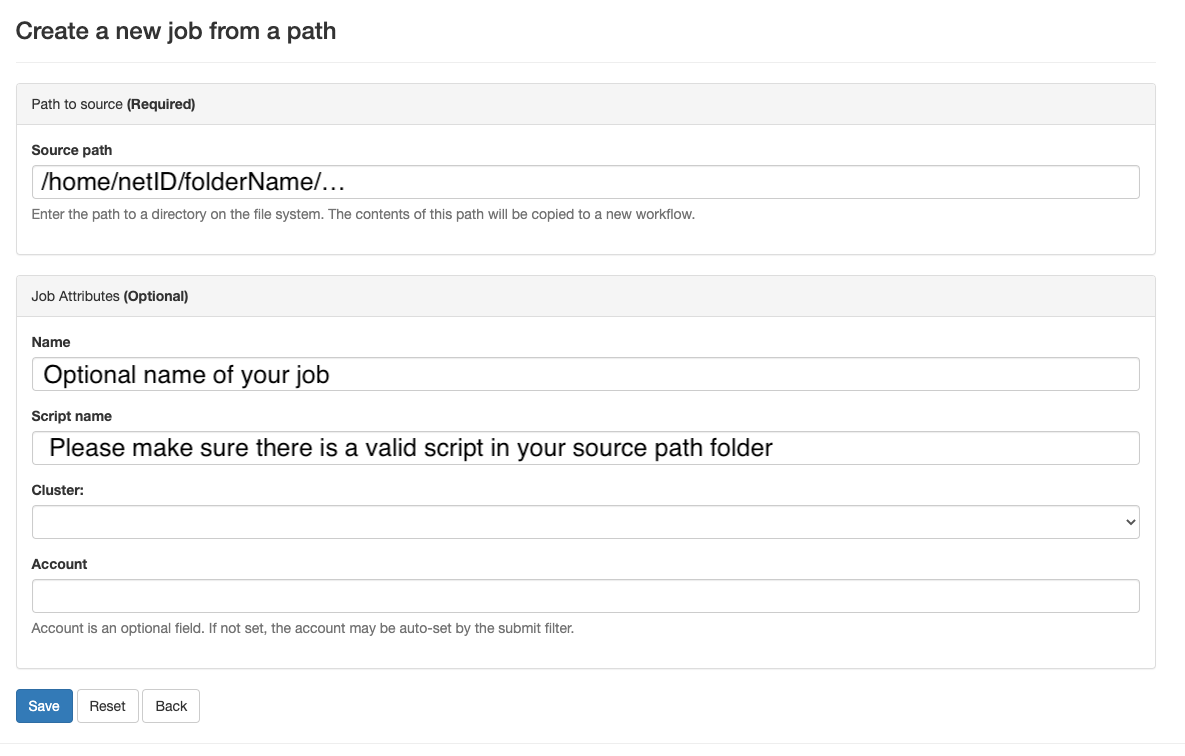 Create a new job from a path
Path to source (Required)
Source path
/home/netID/folderName/…
Enter the path to a directory on the file system. The contents of this path will be copied to a new workflow.
Job Attributes (Optional)
Name
Optional name of your job
Script name
Please make sure there is a valid script in your source path folder
Cluster:
Account
Account is an optional field. If not set, the account may be auto-set by the submit filter.
Save Reset Back